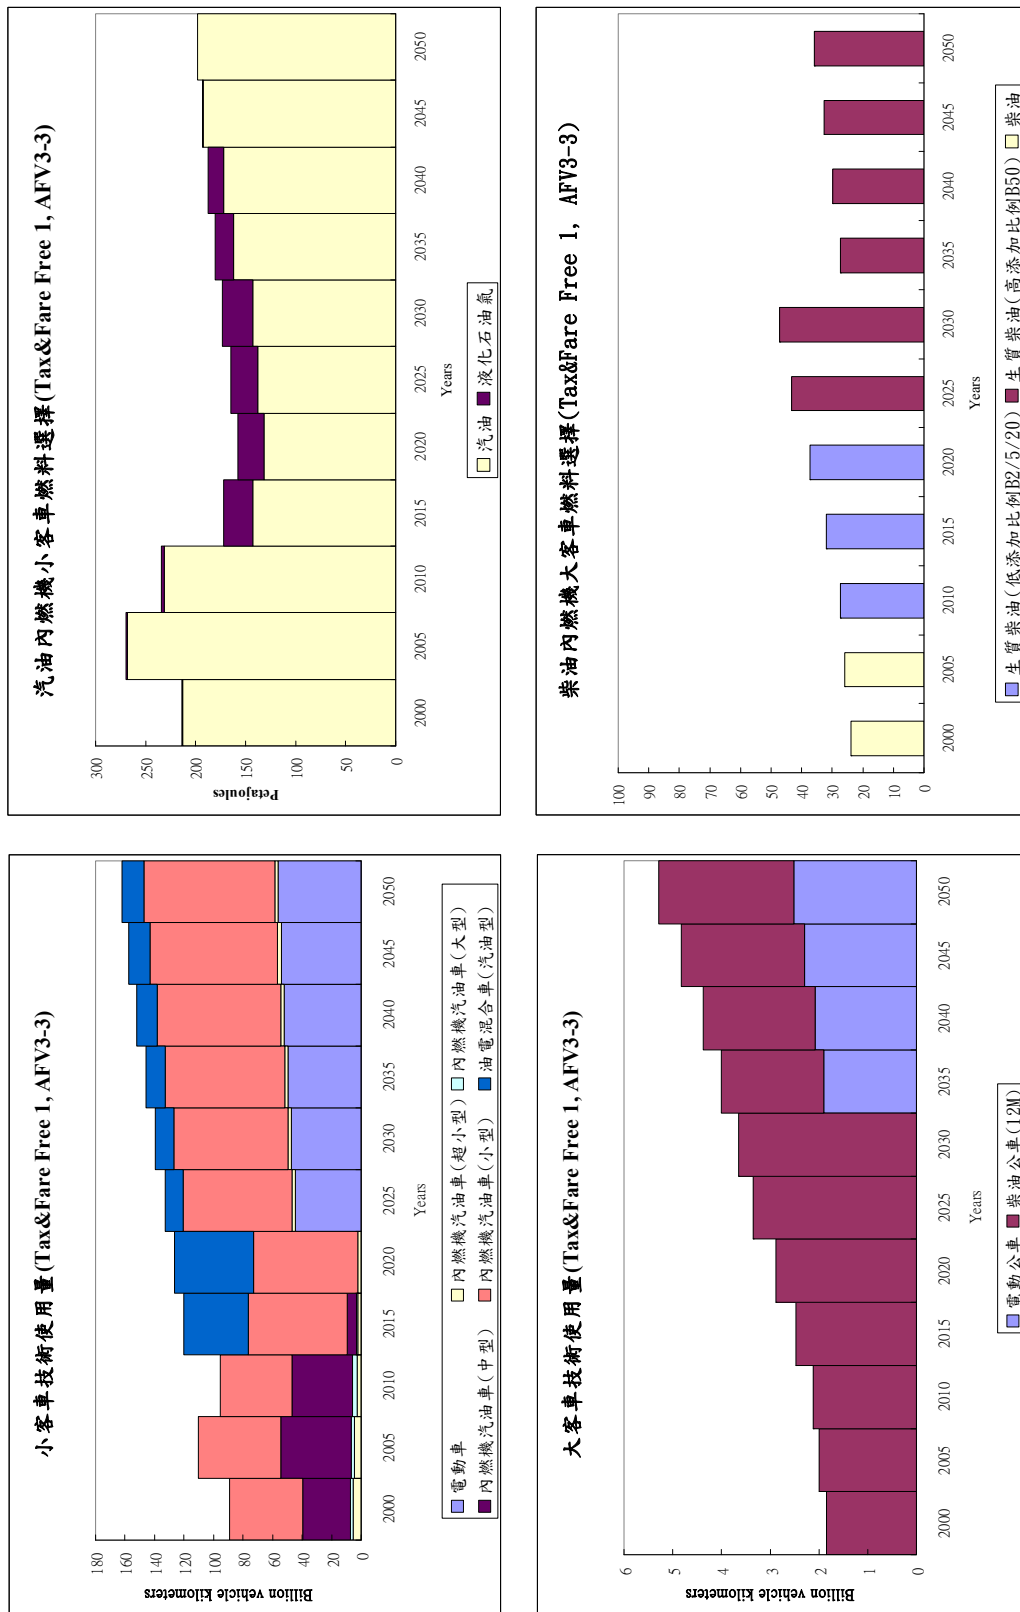 小客車技術使用量(Tax&Fare Free 1, AFV3-3)
Billion vehicle kilometers
180
160
140
120
100
80
60
40
20
0
2000 2005 2010 2015 2020 2025 2030 2035 2040 2045 2050
Years
電動車 內燃機汽油車(超小型) 內燃機汽油車(大型)
內燃機汽油車(中型) 內燃機汽油車(小型) 油電混合車(汽油型)
汽油內燃機小客車燃料選擇(Tax&Fare Free 1, AFV3-3)
Petajoules
300
250
200
150
100
50
0
2000 2005 2010 2015 2020 2025 2030 2035 2040 2045 2050
Years
汽油 液化石油氣
大客車技術使用量(Tax&Fare Free 1, AFV3-3)
Billion vehicle kilometers
6
5
4
3
2
1
0
2000 2005 2010 2015 2020 2025 2030 2035 2040 2045 2050
Years
電動公車 柴油公車(12M)
柴油內燃機大客車燃料選擇(Tax&Fare Free 1, AFV3-3)
100
90
80
70
60
50
40
30
20
10
0
2000 2005 2010 2015 2020 2025 2030 2035 2040 2045 2050
Years
生質柴油(低添加比例B2/5/20) 生質柴油(高添加比例B50) 柴油